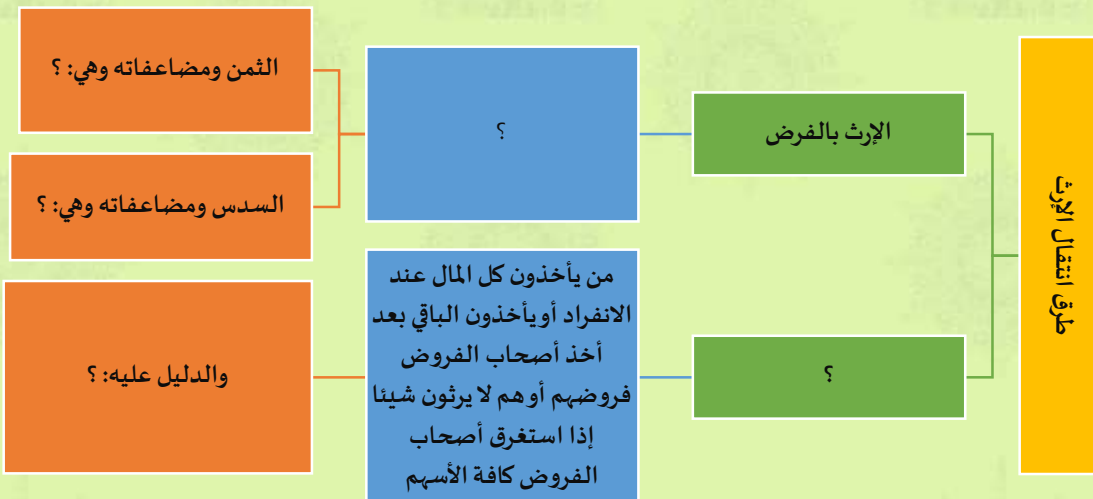 طرق انتقال الإرث
الإرث بالفرض
؟
الثمن ومضاعفاته وهي: ؟
السدس ومضاعفاته وهي: ؟
؟
من يأخذون كل المال عند
الانفراد أو يأخذون الباقي بعد
أخذ أصحاب الفروض
فروضهم أو هم لا يرثون شيئا
إذا استغرق أصحاب
الفروض كافة الأسهم
والدليل عليه: ؟